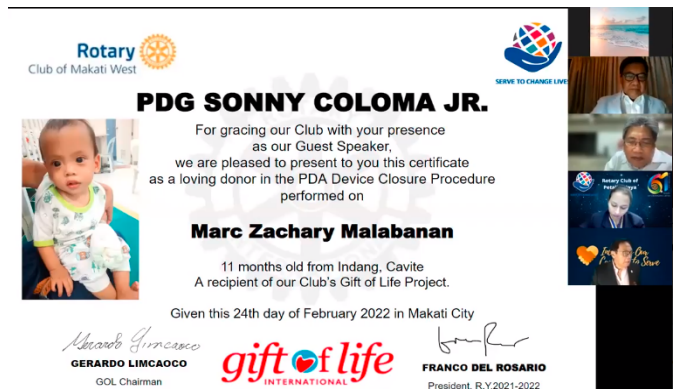 Rotary
Club of Makati West
SERVE TO CHANGE LIVES
PDG SONNY COLOMA JR.
For gracing our Club with your presence
as our Guest Speaker,
we are pleased to present to you this certificate
as a loving donor in the PDA Device Closure Procedure
performed on
Marc Zachary Malabanan
11 months old from Indang, Cavite
A recipient of our Club's Gift of Life Project.
Given this 24th day of February 2022 in Makati City
Gerardo Limcaoco
GERARDO LIMCAOCO
GOL Chairman
gift of life
INTERNATIONAL
FRANCO DEL ROSARIO
President, R.Y.2021-2022
Rotary Club of
61
Serve